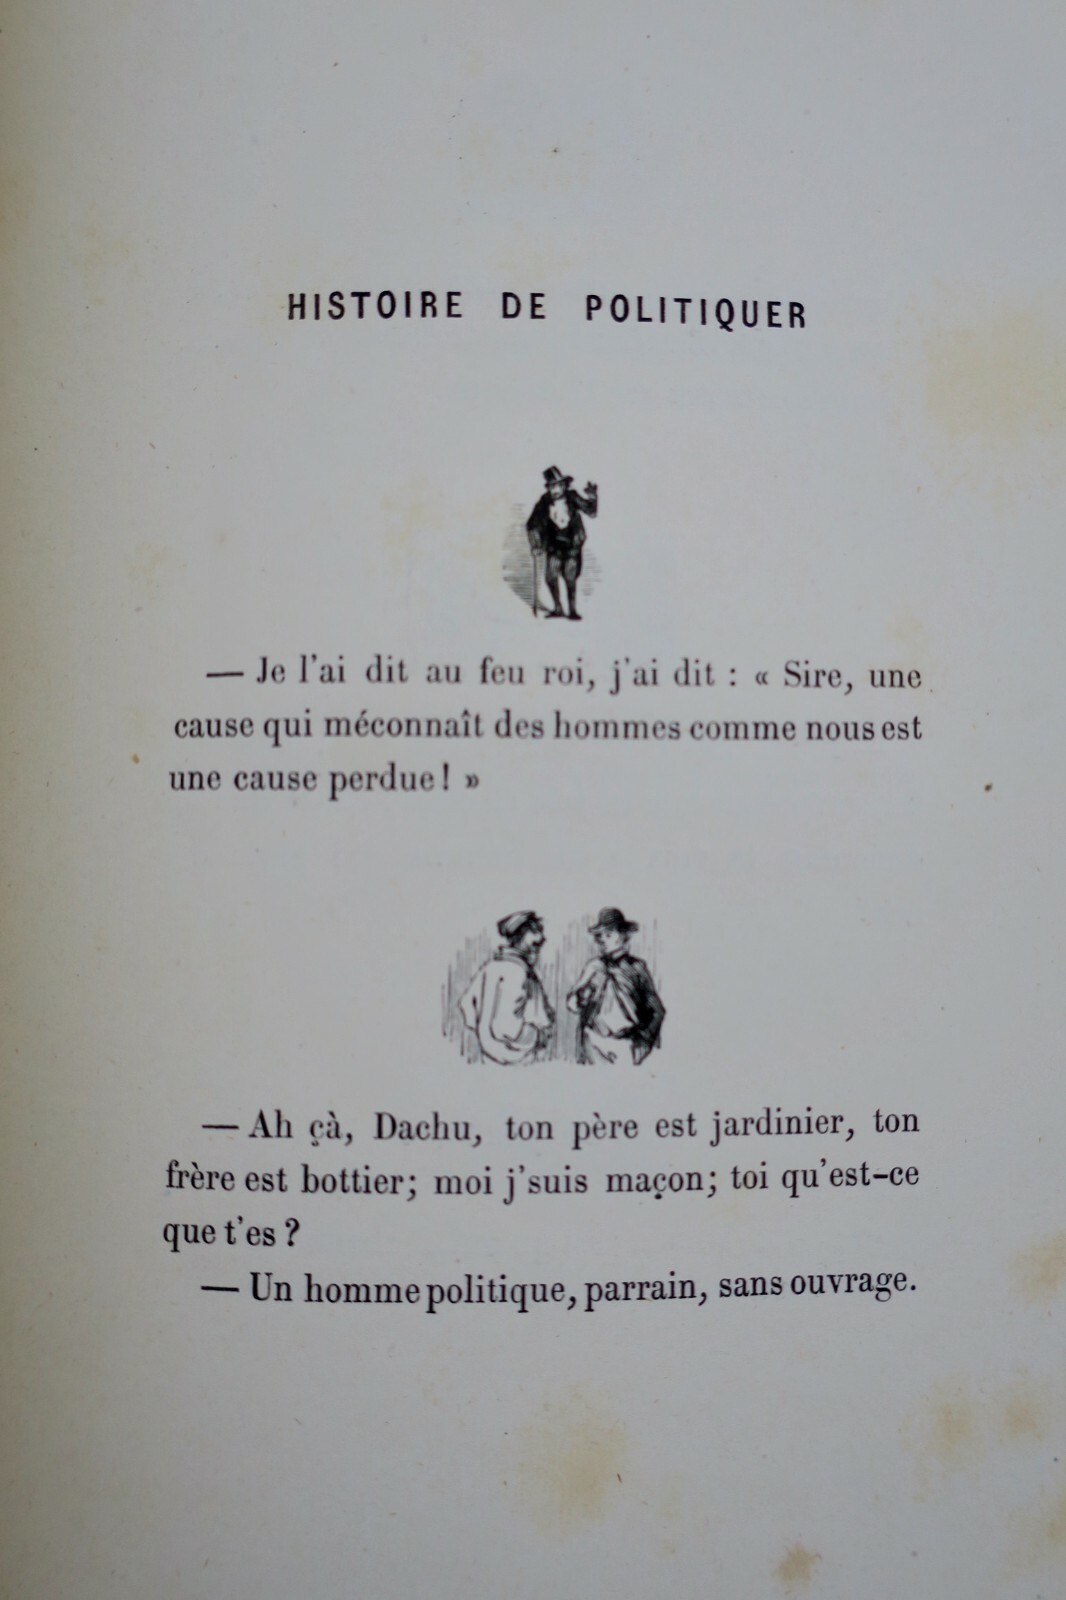 HISTOIRE DE POLITIQUER
— Je l'ai dit au feu roi, j'ai dit : « Sire, une
cause qui méconnaît des hommes comme nous est
une cause perdue ! »
— Ah çà, Dachu, ton père est jardinier, ton
frère est bottier; moi j'suis maçon; toi qu'est-ce
que t'es ?
— Un homme politique, parrain, sans ouvrage.